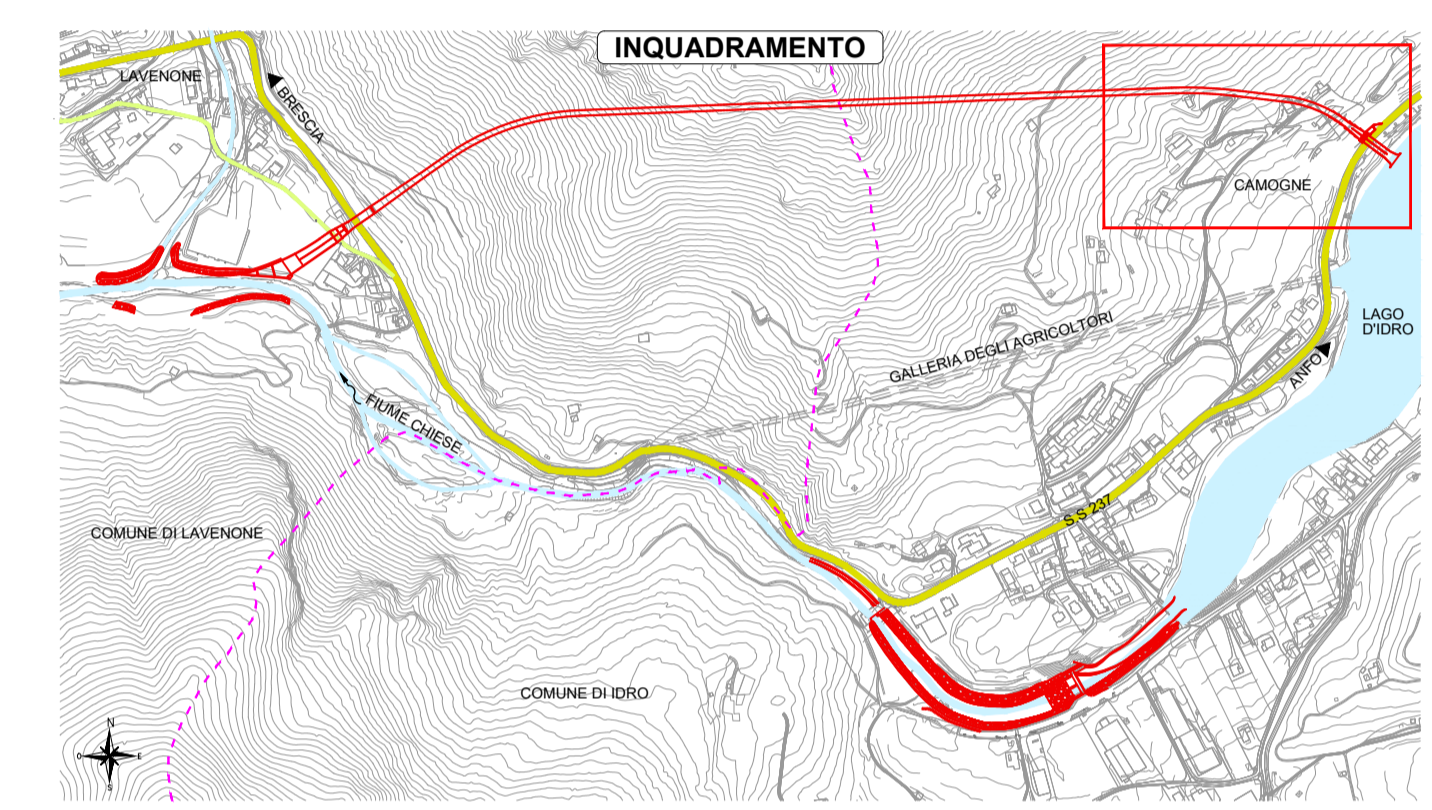 INQUADRAMENTO
LAVENONE
BRESCIA
CAMOGNE
LAGO
D'IDRO
GALLERIA DEGLI AGRICOLTORI
ANFO
FIUME CHIESE
S.S 237
COMUNE DI LAVENONE
COMUNE DI IDRO
N
O
E
S